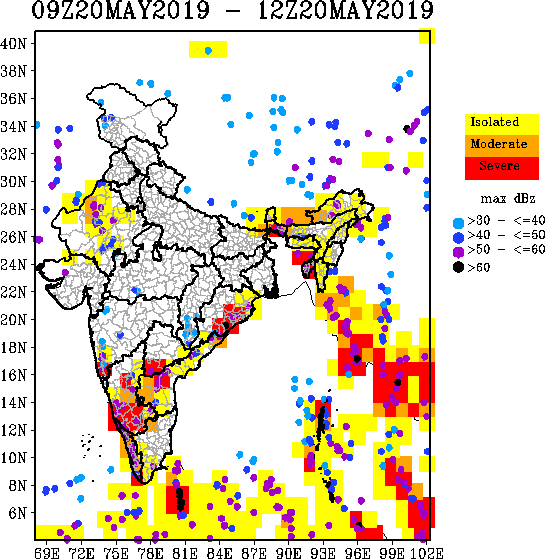 09Z20MAY2019 - 12Z20MAY2019
40N
38N
36N
34N
32N
30N
28N
26N
24N
22N
20N
18N
16N
14N
12N
10N
8N
6N
69E 72E 75E 78E 81E 84E 87E 90E 93E 96E 99E 102E
Isolated
Moderate
Severe
max dBz
>30 - <=40
>40 - <=50
>50 - <=60
>60